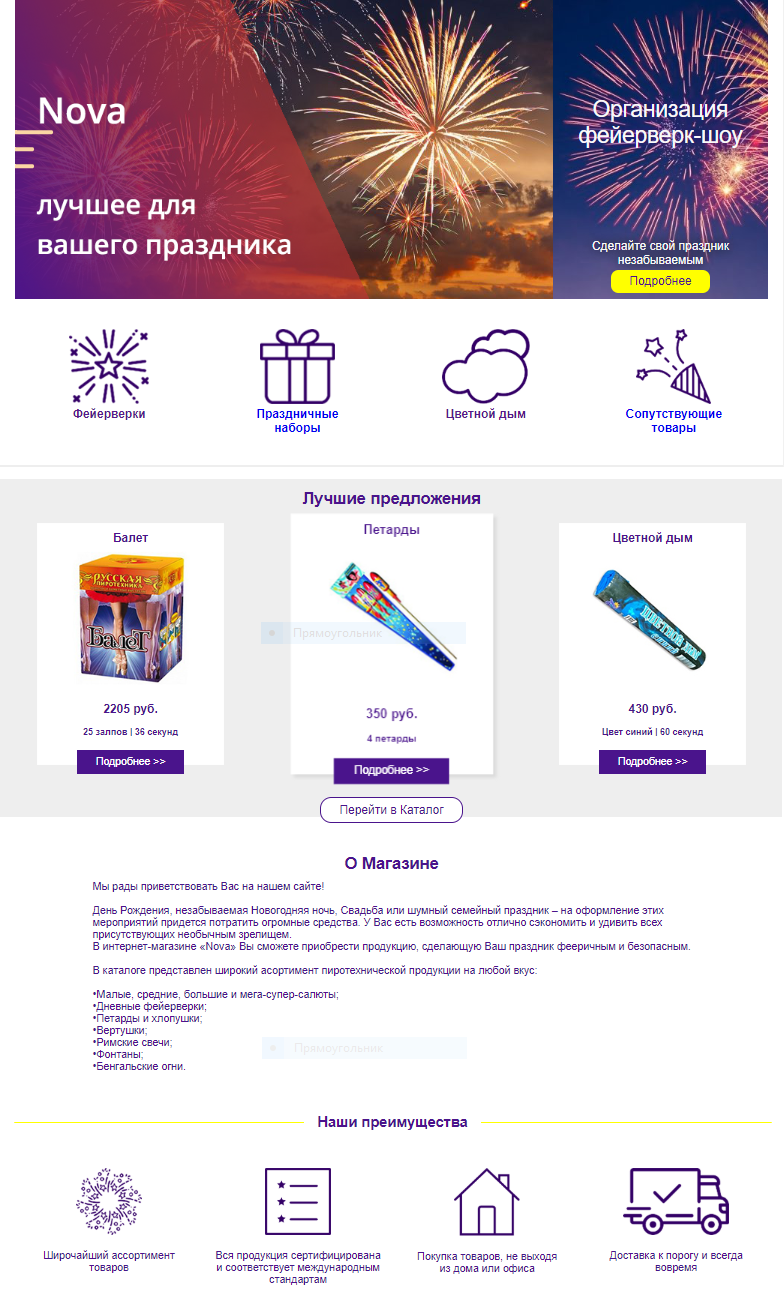 Nova
лучшее для
вашего праздника
Организация
фейерверк-шоу
Сделайте свой праздник
незабываемым
Подробнее
Фейерверки
Праздничные
наборы
Цветной дым
Сопутствующие
товары
Лучшие предложения
Балет
РУССКАЯ
ПИРОТЕХНИКА
Балет
2205 руб.
25 залпов | 36 секунд
Подробнее >>
Петарды
Прямоугольник
350 руб.
4 петарды
Подробнее >>
Цветной дым
ЦВЕТНОЙ ДЫМ
430 руб.
Цвет синий | 60 секунд
Подробнее >>
Перейти в Каталог
О Магазине
Мы рады приветствовать Вас на нашем сайте!
День Рождения, незабываемая Новогодняя ночь, Свадьба или шумный семейный праздник – на оформление этих
мероприятий придется потратить огромные средства. У Вас есть возможность отлично сэкономить и удивить всех
присутствующих необычным зрелищем.
В интернет-магазине «Nova» Вы сможете приобрести продукцию, сделающую Ваш праздник фееричным и безопасным.
В каталоге представлен широкий асортимент пиротехнической продукции на любой вкус:
•Малые, средние, большие и мега-супер-салюты;
•Дневные фейерверки;
•Петарды и хлопушки;
•Вертушки;
•Римские свечи;
•Фонтаны;
•Бенгальские огни.
Прямоугольник
Наши преимущества
Широчайший ассортимент
товаров
Вся продукция сертифицирована
и соответствует международным
стандартам
Покупка товаров, не выходя
из дома или офиса
Доставка к порогу и всегда
вовремя